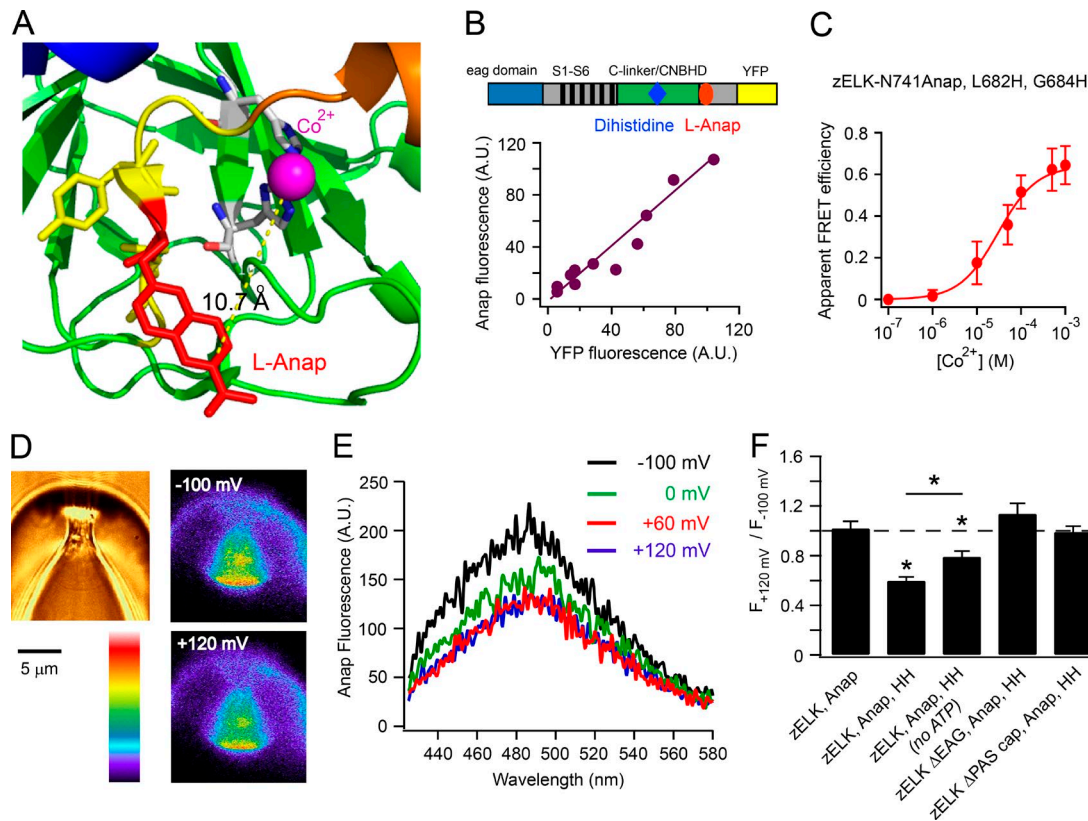 A
Co2+
10.7 Å
L-Anap
B
eag domain
S1-S6
C-linker/CNBHD
YFP
Dihistidine
L-Anap
Anap fluorescence (A.U.)
120
80
40
0
0
40
80
120
YFP fluorescence (A.U.)
C
zELK-N741Anap, L682H, G684H
Apparent FRET efficiency
0.8
0.6
0.4
0.2
0.0
10-7
10-6
10-5
10-4
10-3
[Co2+] (M)
D
-100 mV
+120 mV
5 μm
E
-100 mV
0 mV
+60 mV
+120 mV
Anap Fluorescence (A.U.)
250
200
150
100
50
0
440
460
480
500
520
540
560
580
Wavelength (nm)
F
F+120 mV / F-100 mV
1.6
1.2
0.8
0.4
0
*
*
*
zELK, Anap
zELK, Anap, HH
zELK, Anap, HH
(no ATP)
zELK ΔEAG, Anap, HH
zELK ΔPAS cap, Anap, HH